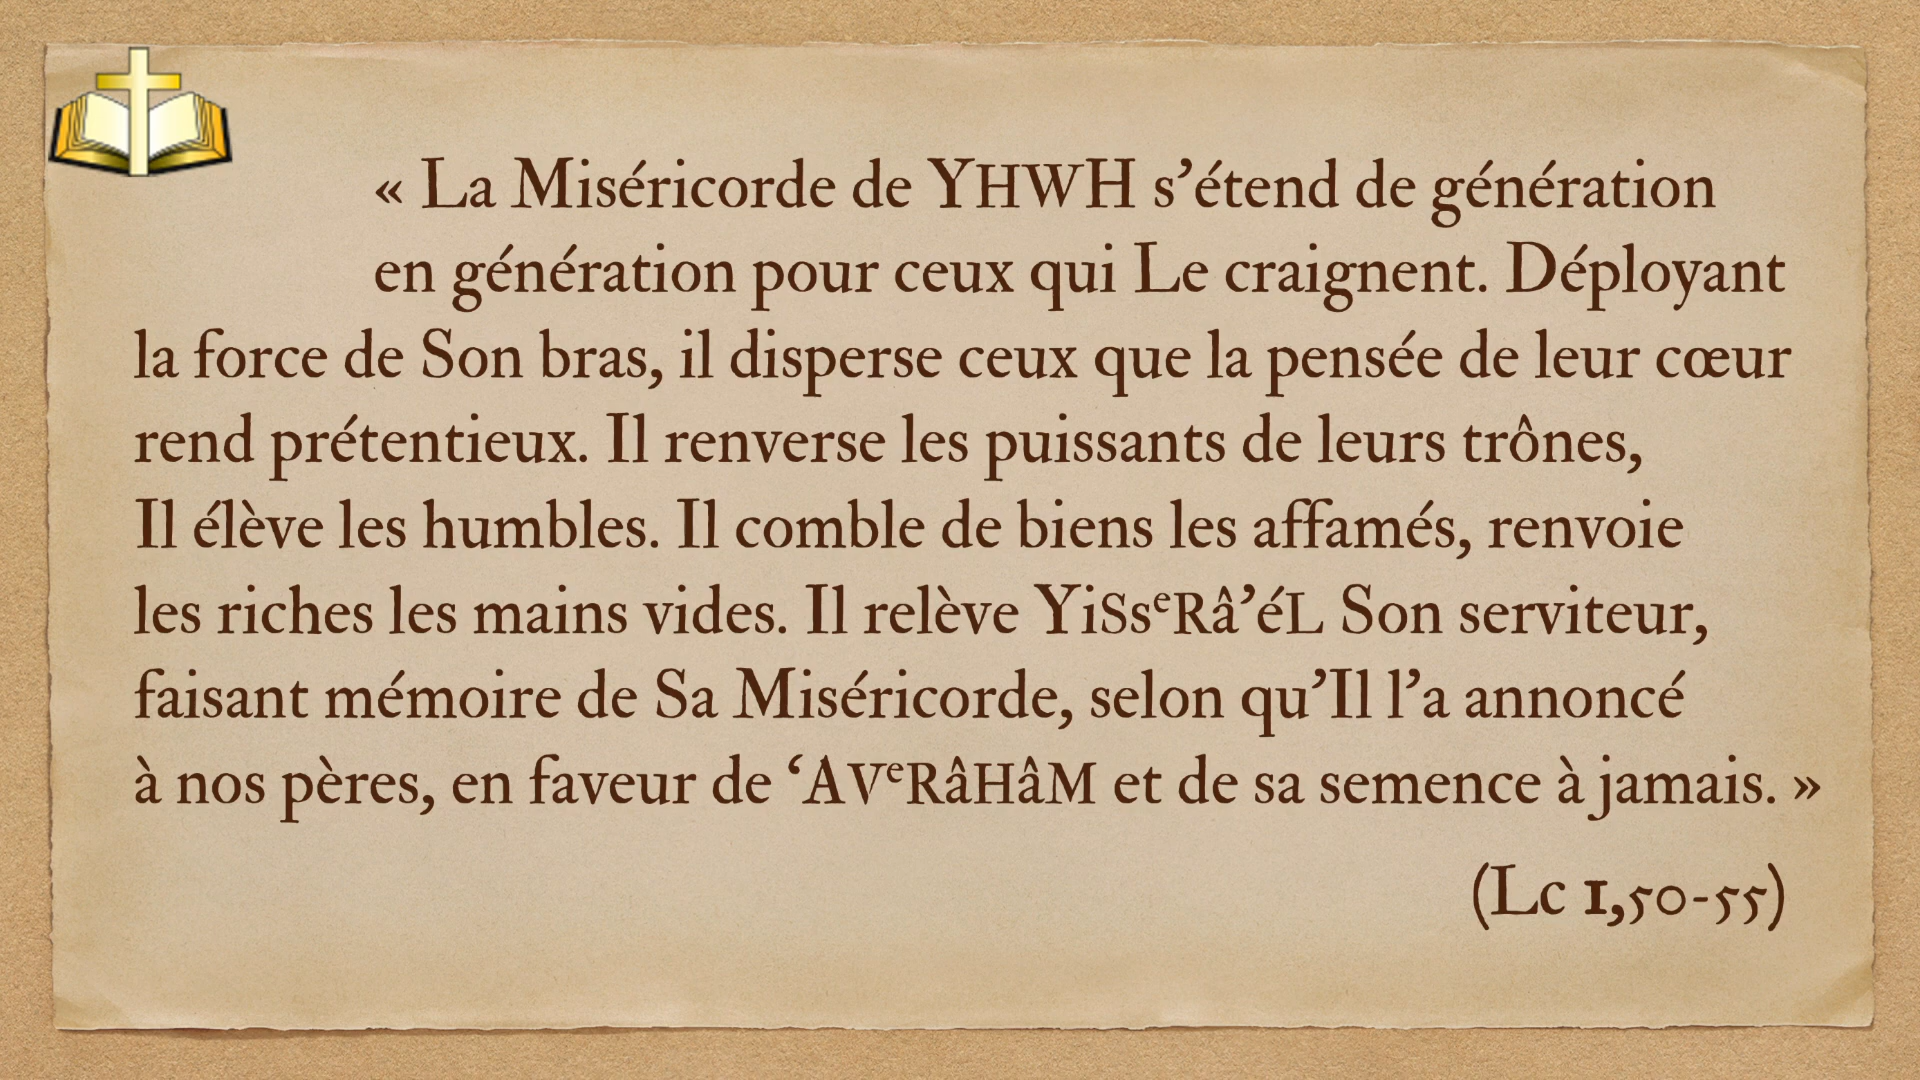 « La Miséricorde de YHWH s’étend de génération
en génération pour ceux qui Le craignent. Déployant
la force de Son bras, il disperse ceux que la pensée de leur cœur
rend prétentieux. Il renverse les puissants de leurs trônes,
Il élève les humbles. Il comble de biens les affamés, renvoie
les riches les mains vides. Il relève YiSsᵉRâ’éL Son serviteur,
faisant mémoire de Sa Miséricorde, selon qu’Il l’a annoncé
à nos pères, en faveur de ‘AVᵉRâHâM et de sa semence à jamais. »
(Lc 1,50-55)